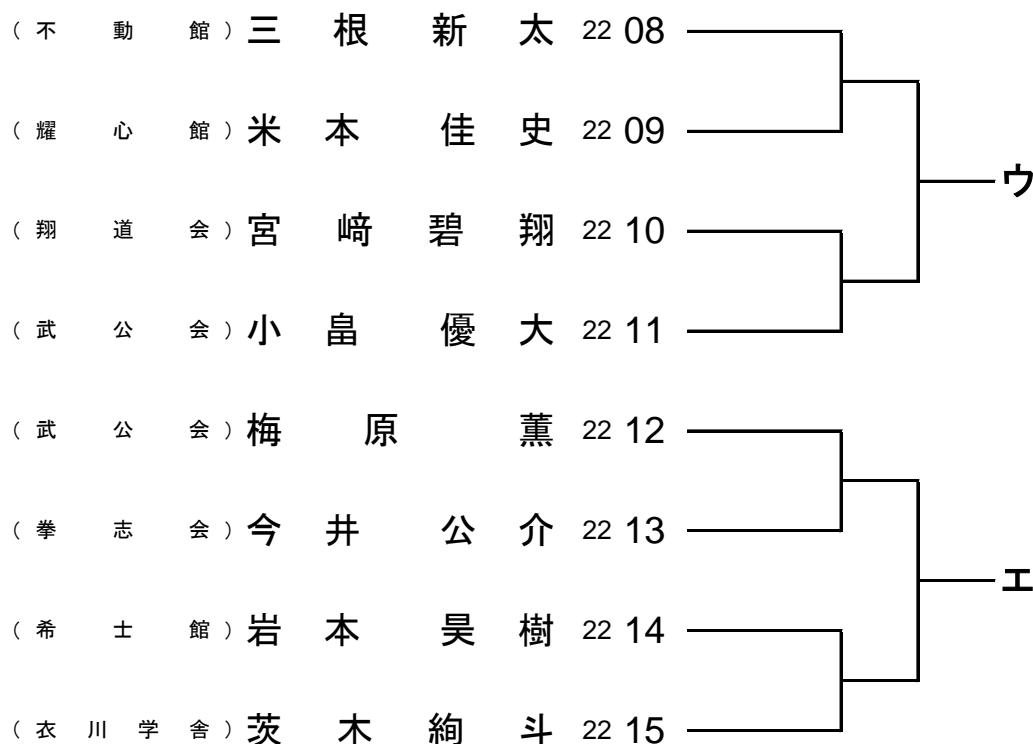 (不動館) 三根新太 22 08
(耀心館) 米本佳史 22 09
ウ
(翔道会) 宮﨑碧翔 22 10
(武公会) 小畠優大 22 11
(武公会) 梅原薫 22 12
(拳志会) 今井公介 22 13
エ
(希士館) 岩本昊樹 22 14
(衣川学舎) 茨木絢斗 22 15